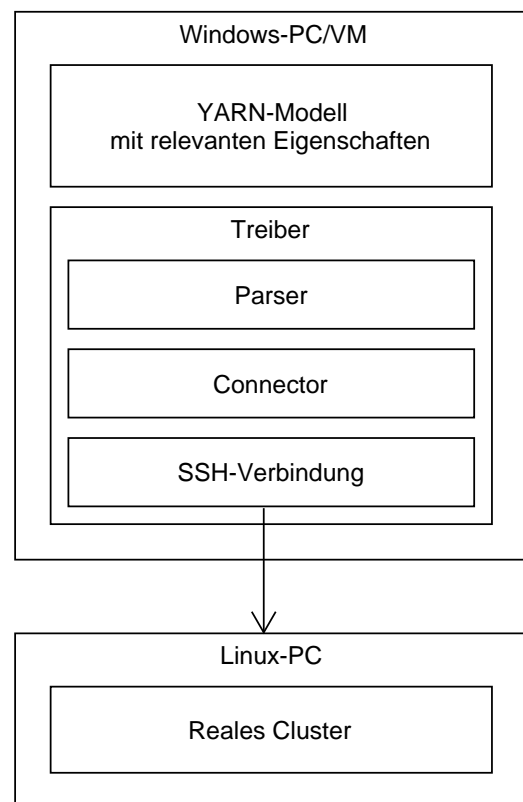 Windows-PC/VM
YARN-Modell
mit relevanten Eigenschaften
Treiber
Parser
Connector
SSH-Verbindung
Linux-PC
Reales Cluster